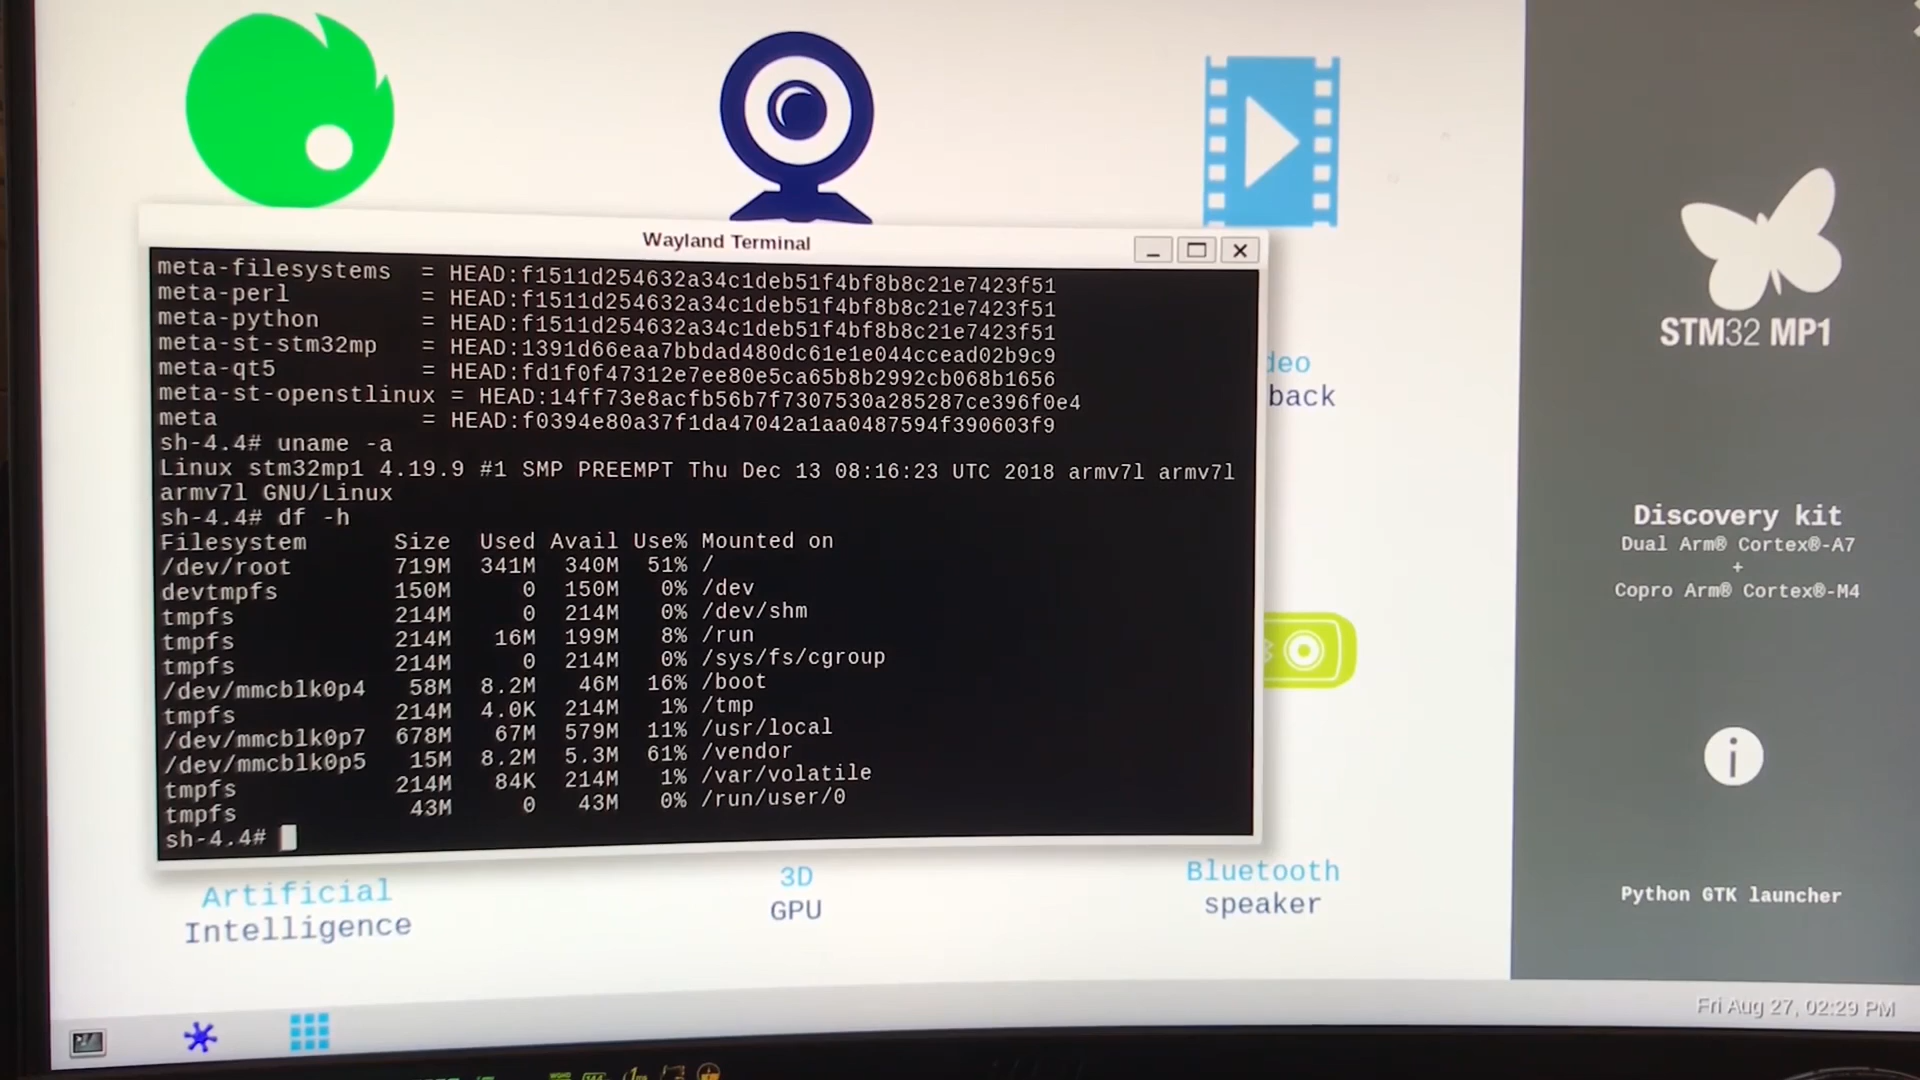 Wayland Terminal
meta-filesystems = HEAD:f1511d254632a34c1deb51f4bf8b8c21e7423f51
meta-perl = HEAD:f1511d254632a34c1deb51f4bf8b8c21e7423f51
meta-python = HEAD:f1511d254632a34c1deb51f4bf8b8c21e7423f51
meta-st-stm32mp = HEAD:1391d66eaa7bbdad480dc61e1e044ccead02b9c9
meta-qt5 = HEAD:fd1f0f47312e7ee80e5ca65b8b2992cb068b1656
meta-st-openstlinux = HEAD:14ff73e8acfb56b7f7307530a285287ce396f0e4
meta = HEAD:f0394e80a37f1da47042a1aa0487594f390603f9
sh-4.4# uname -a
Linux stm32mp1 4.19.9 #1 SMP PREEMPT Thu Dec 13 08:16:23 UTC 2018 armv7l armv7l
armv7l GNU/Linux
sh-4.4# df -h
Filesystem Size Used Avail Use% Mounted on
/dev/root 719M 341M 340M 51% /
devtmpfs 150M 0 150M 0% /dev
tmpfs 214M 0 214M 0% /dev/shm
tmpfs 214M 16M 199M 8% /run
tmpfs 214M 0 214M 0% /sys/fs/cgroup
/dev/mmcblk0p4 58M 8.2M 46M 16% /boot
tmpfs 214M 4.0K 214M 1% /tmp
/dev/mmcblk0p7 678M 67M 579M 11% /usr/local
/dev/mmcblk0p5 15M 8.2M 5.3M 61% /vendor
tmpfs 214M 84K 214M 1% /var/volatile
tmpfs 43M 0 43M 0% /run/user/0
sh-4.4#
deo
back
Artificial
Intelligence
3D
GPU
Bluetooth
speaker
STM32 MP1
Discovery kit
Dual Arm® Cortex®-A7
+
Copro Arm® Cortex®-M4
Python GTK launcher
Fri Aug 27, 02:29 PM